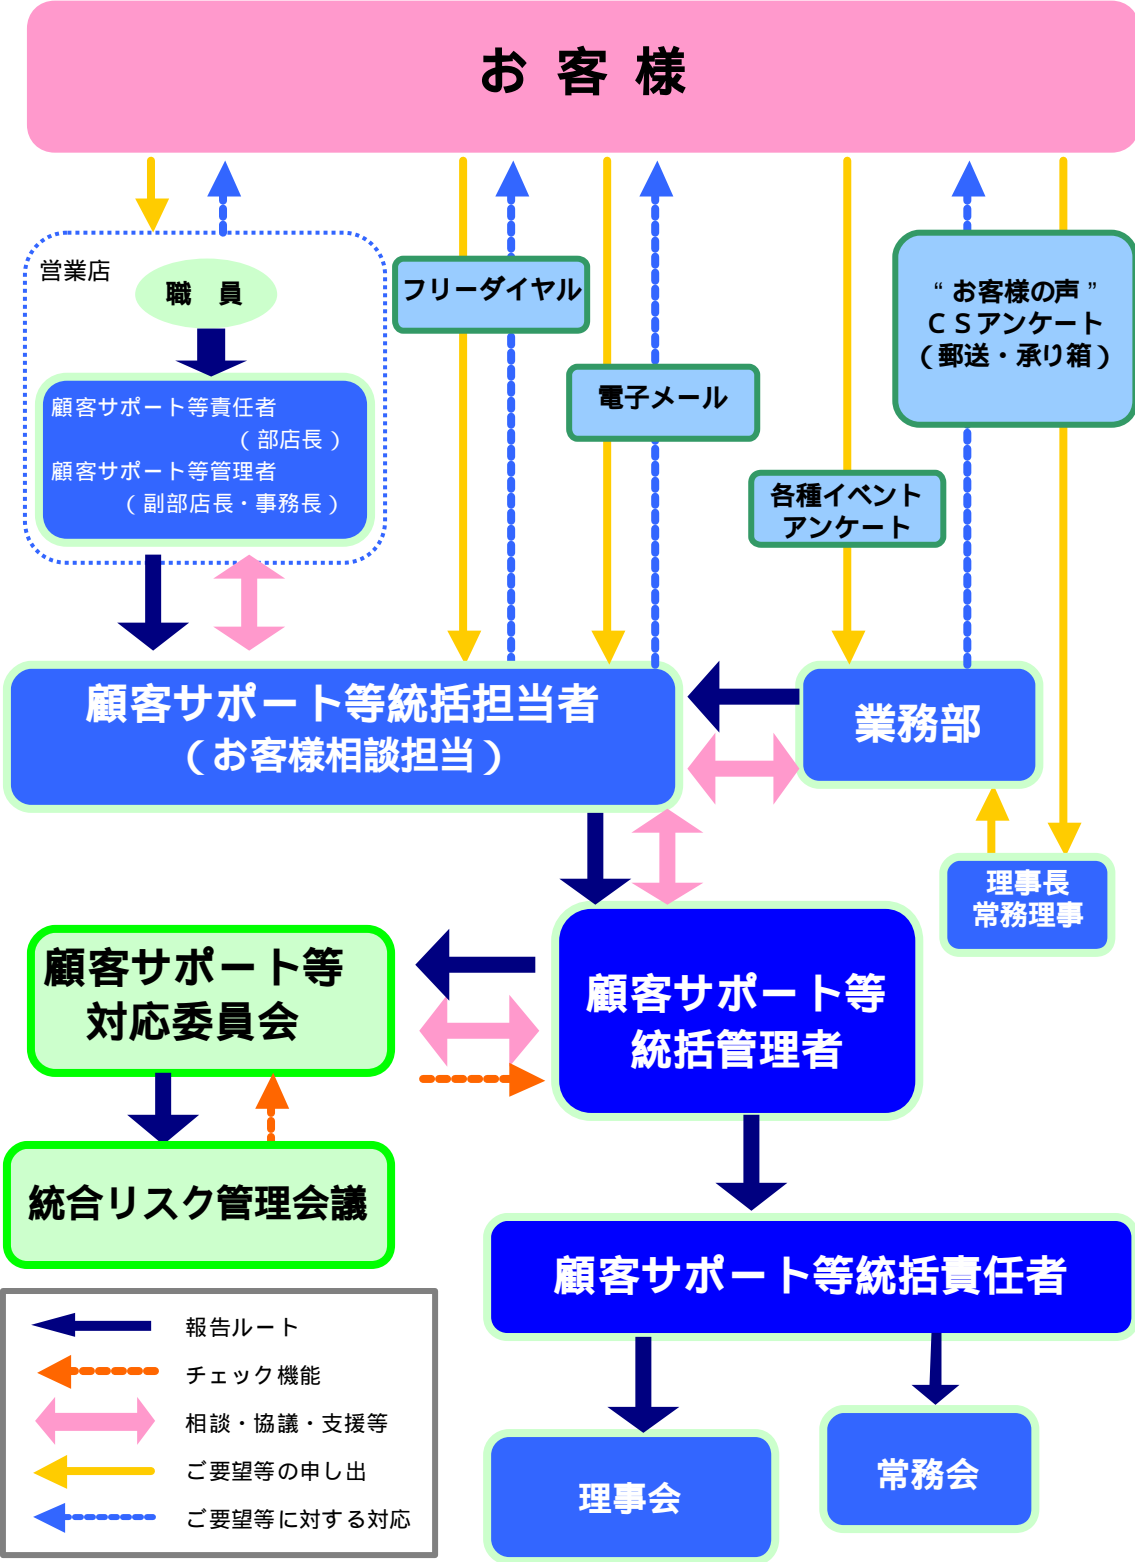 お 客 様
営業店
職　員
顧客サポート等責任者
（部店長）
顧客サポート等管理者
（副部店長・事務長）
フリーダイヤル
電子メール
各種イベント
アンケート
“お客様の声”
ＣＳアンケート
（郵送・承り箱）
顧客サポート等統括担当者
（お客様相談担当）
業務部
理事長
常務理事
顧客サポート等
対応委員会
顧客サポート等
統括管理者
統合リスク管理会議
顧客サポート等統括責任者
理事会
常務会
報告ルート
チェック機能
相談・協議・支援等
ご要望等の申し出
ご要望等に対する対応